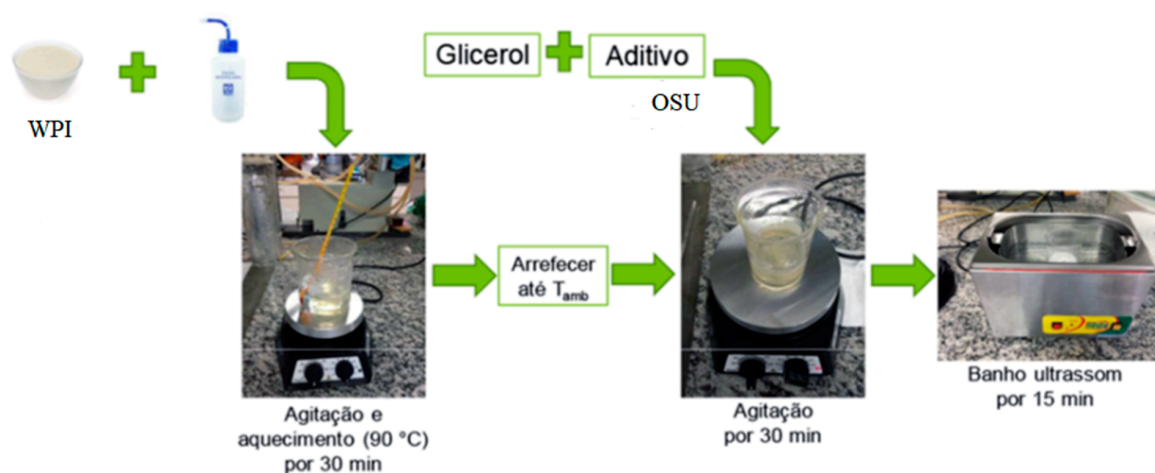 WPI
Glicerol
Aditivo
OSU
Agitação e
aquecimento (90 °C)
por 30 min
Arrefecer
até Tamb
Agitação
por 30 min
Banho ultrassom
por 15 min